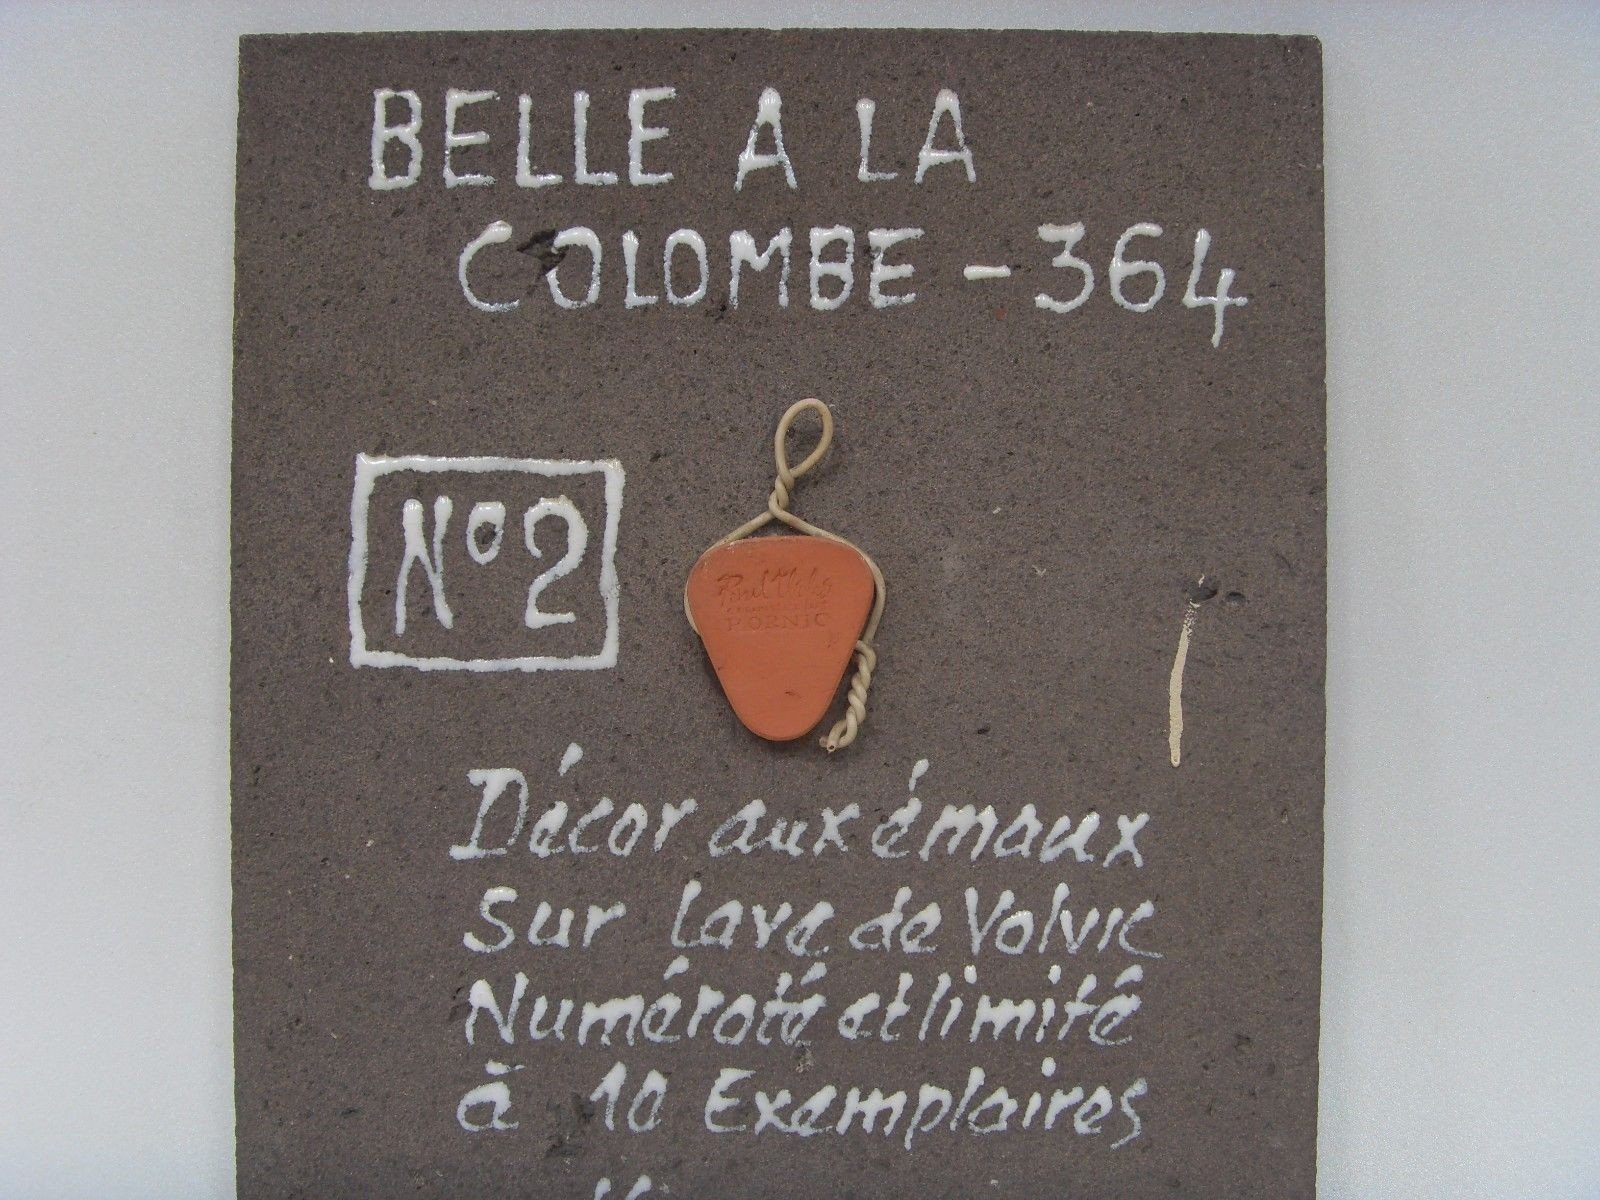 BELLE A LA
COLOMBE - 364
N° 2
PORNIC
Décor aux émaux
Sur lave de Volvic
Numéroté et limité
à 10 Exemplaires